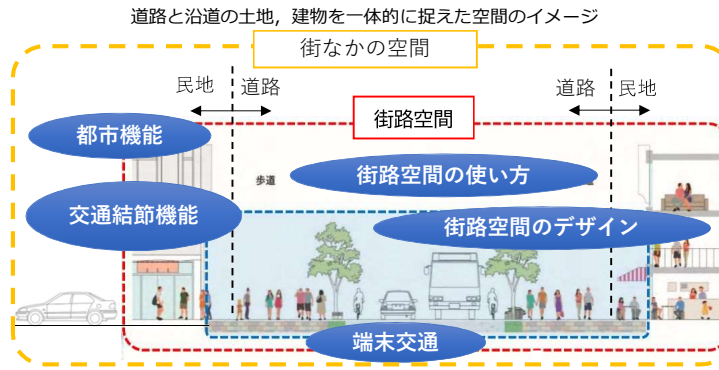 道路と沿道の土地，建物を一体的に捉えた空間のイメージ
街なかの空間
民地 道路
道路 民地
街路空間
都市機能
歩道
街路空間の使い方
交通結節機能
街路空間のデザイン
端末交通